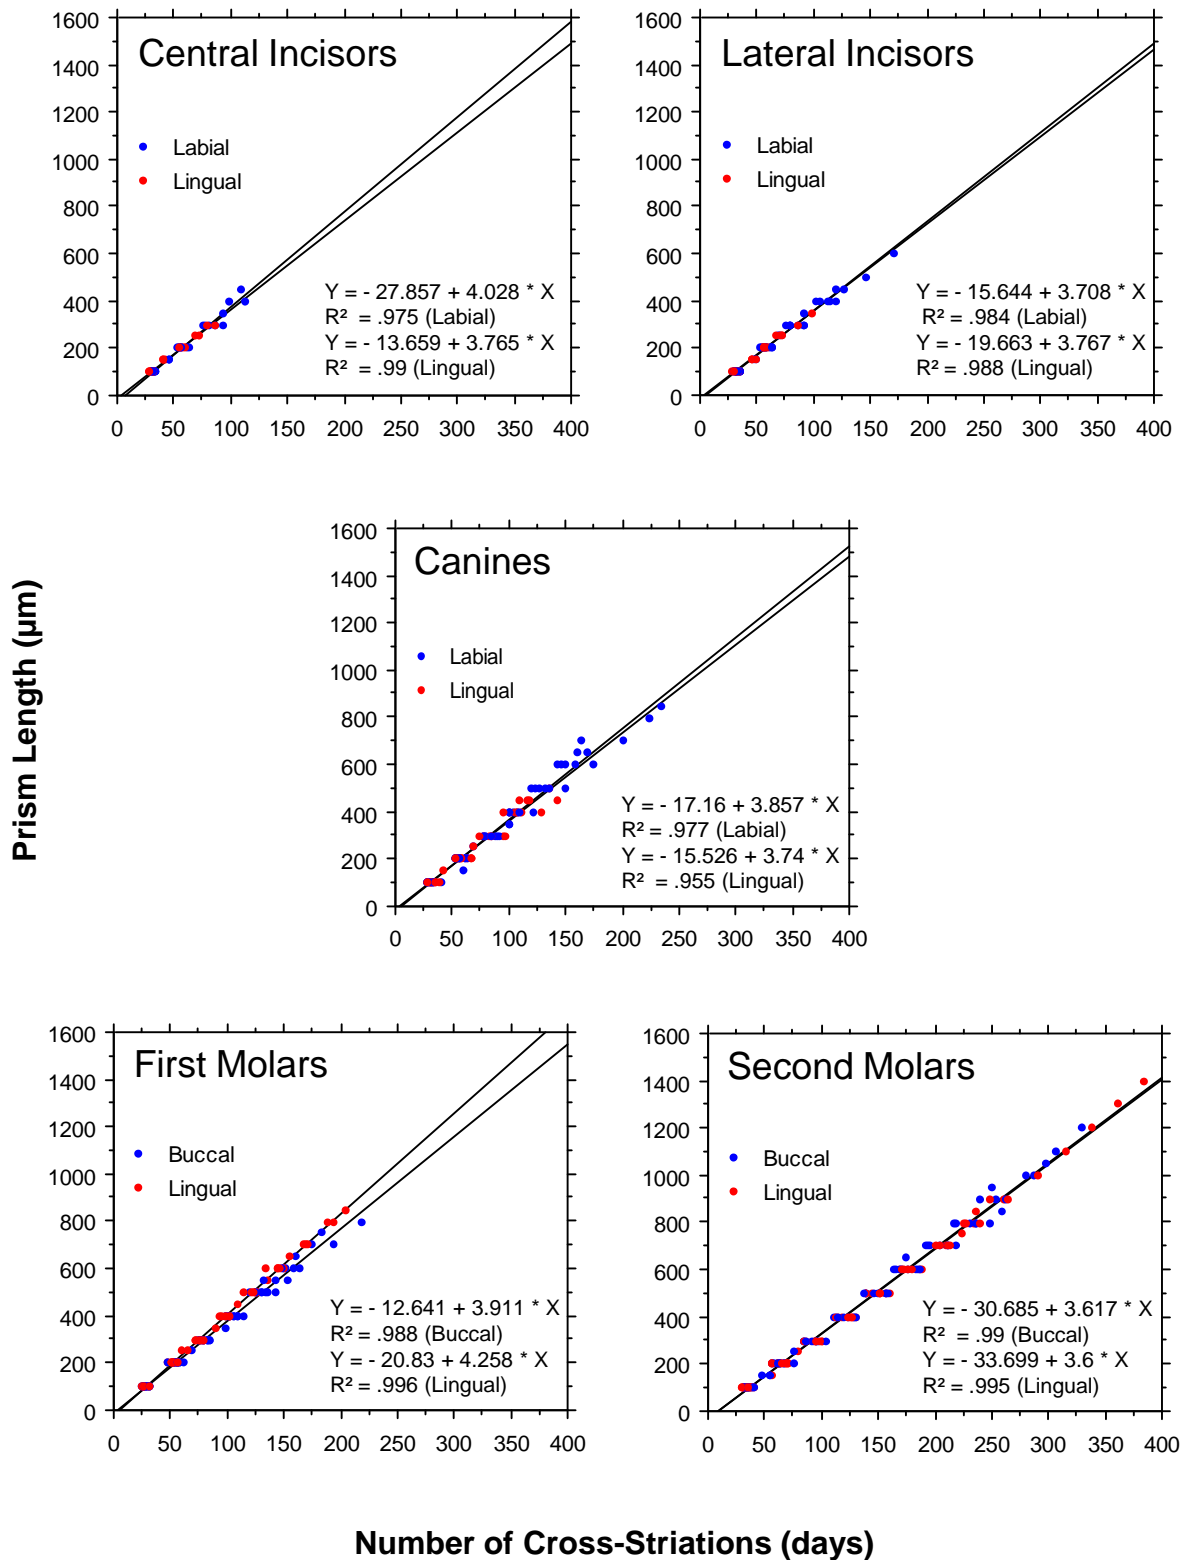 Prism Length (µm)
Central Incisors
1600
1400
1200
1000
800
600
400
200
0
Labial
Lingual
Y = - 27.857 + 4.028 * X
R² = .975 (Labial)
Y = - 13.659 + 3.765 * X
R² = .99 (Lingual)
0 50 100 150 200 250 300 350 400
Lateral Incisors
1600
1400
1200
1000
800
600
400
200
0
Labial
Lingual
Y = - 15.644 + 3.708 * X
R² = .984 (Labial)
Y = - 19.663 + 3.767 * X
R² = .988 (Lingual)
0 50 100 150 200 250 300 350 400
Canines
1600
1400
1200
1000
800
600
400
200
0
Labial
Lingual
Y = - 17.16 + 3.857 * X
R² = .977 (Labial)
Y = - 15.526 + 3.74 * X
R² = .955 (Lingual)
0 50 100 150 200 250 300 350 400
First Molars
1600
1400
1200
1000
800
600
400
200
0
Buccal
Lingual
Y = - 12.641 + 3.911 * X
R² = .988 (Buccal)
Y = - 20.83 + 4.258 * X
R² = .996 (Lingual)
0 50 100 150 200 250 300 350 400
Second Molars
1600
1400
1200
1000
800
600
400
200
0
Buccal
Lingual
Y = - 30.685 + 3.617 * X
R² = .99 (Buccal)
Y = - 33.699 + 3.6 * X
R² = .995 (Lingual)
0 50 100 150 200 250 300 350 400
Number of Cross-Striations (days)